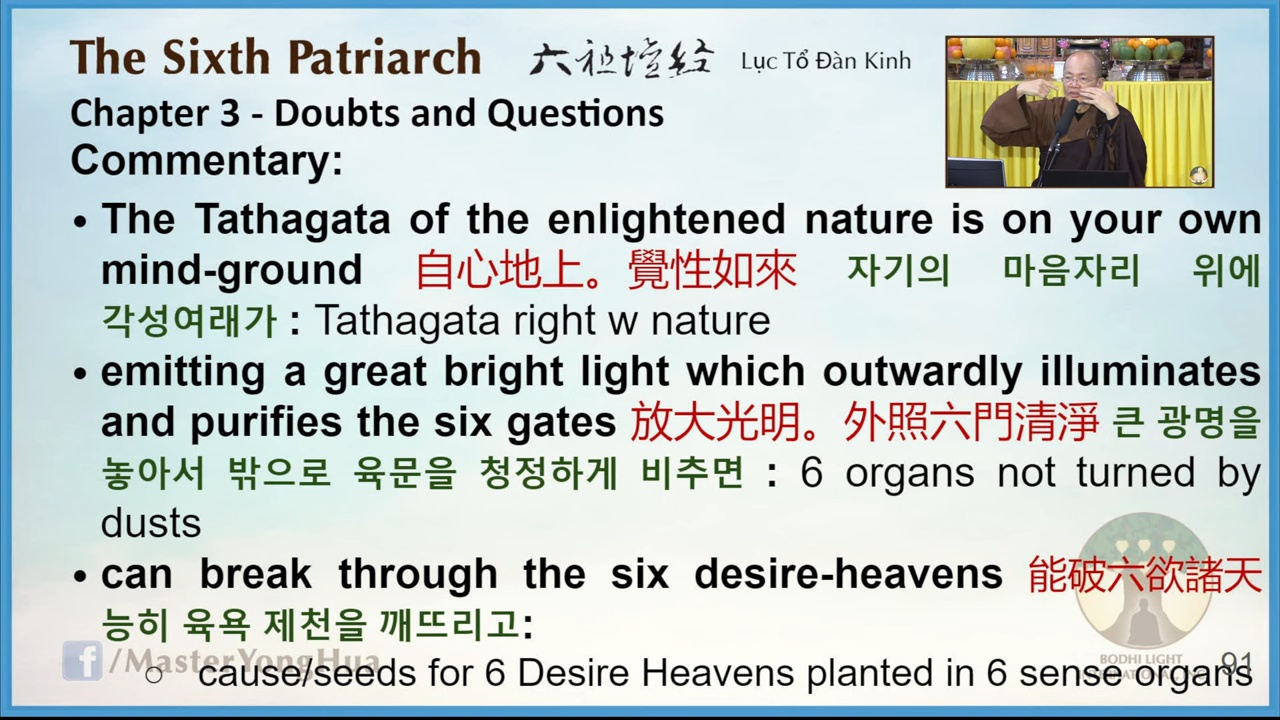 The Sixth Patriarch 六祖壇经 Lục Tổ Đàn Kinh
Chapter 3 - Doubts and Questions
Commentary:
• The Tathagata of the enlightened nature is on your own
mind-ground 自心地上。覺性如來 자기의 마음자리 위에
각성여래가 : Tathagata right w nature
• emitting a great bright light which outwardly illuminates
and purifies the six gates 放大光明。外照六門清淨 큰 광명을
놓아서 밖으로 육문을 청정하게 비추면 : 6 organs not turned by
dusts
• can break through the six desire-heavens 能破六欲諸天
능히 육욕 제천을 깨뜨리고:
f /MasterYongHua
○ cause/seeds for 6 Desire Heavens planted in 6 sense organs
BODHI LIGHT
INTERNATIONAL, INC
91